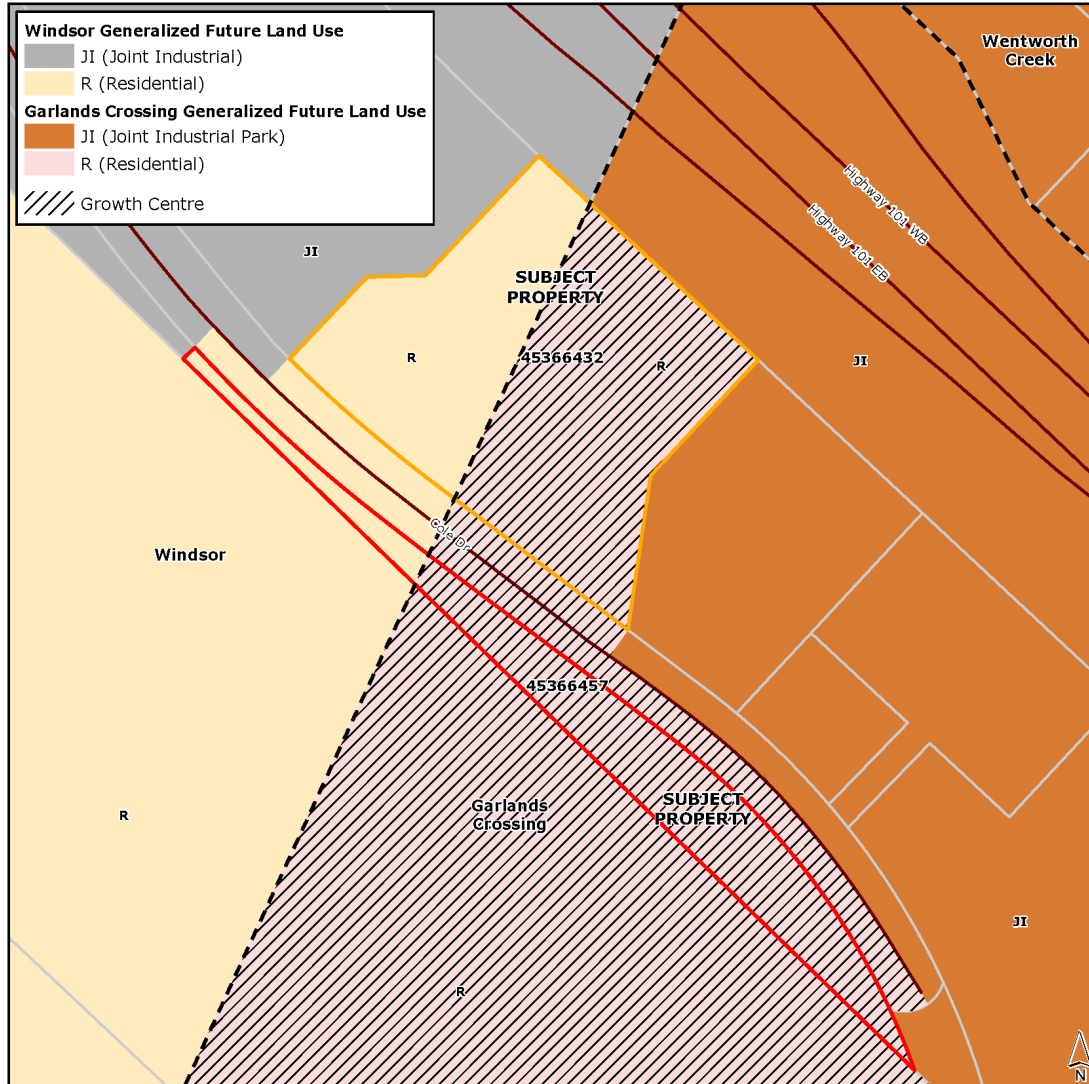 Windsor Generalized Future Land Use
JI (Joint Industrial)
R (Residential)
Garlands Crossing Generalized Future Land Use
JI (Joint Industrial Park)
R (Residential)
Growth Centre
Wentworth
Creek
Highway 101 WB
Highway 101 EB
JI
SUBJECT
PROPERTY
R
45366432
R
JI
Cole Dr
Windsor
45366457
SUBJECT
PROPERTY
Garlands
Crossing
R
JI
R
N